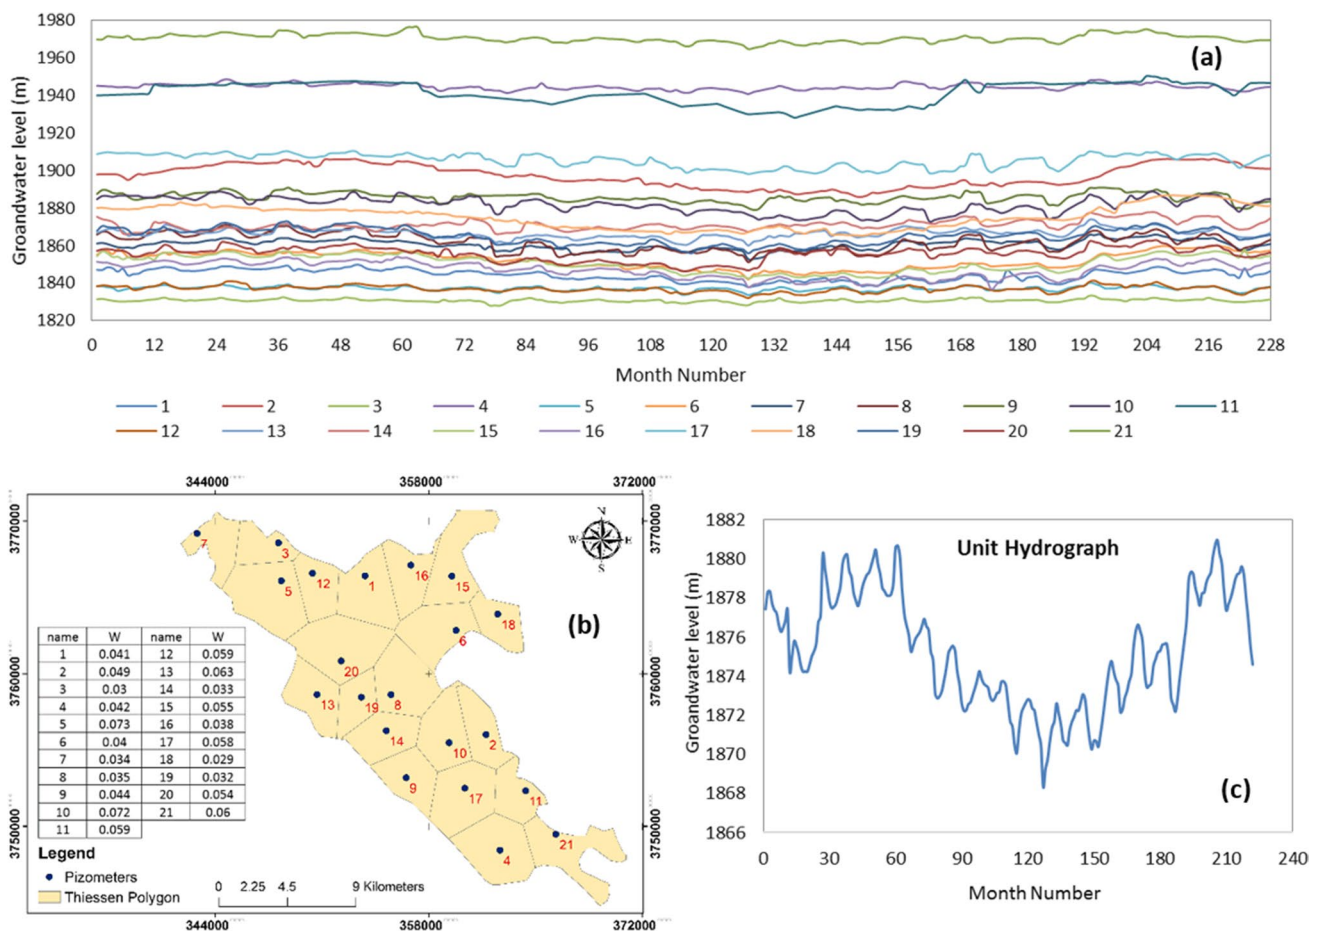 1980
1960
1940
1920
1900
1880
1860
1840
1820
Groandwater level (m)
(a)
0 12 24 36 48 60 72 84 96 108 120 132 144 156 168 180 192 204 216 228
Month Number
1 2 3 4 5 6 7 8 9 10 11
12 13 14 15 16 17 18 19 20 21
344000 358000 372000
3770000
3760000
3750000
3770000
3760000
3750000
N
W E
S
(b)
7
3
5
12
1
16
15
18
6
20
13
19
8
14
10
2
9
17
11
21
4
name W name W
1 0.041 12 0.059
2 0.049 13 0.063
3 0.03 14 0.033
4 0.042 15 0.055
5 0.073 16 0.038
6 0.04 17 0.058
7 0.034 18 0.029
8 0.035 19 0.032
9 0.044 20 0.054
10 0.072 21 0.06
11 0.059
Legend
Pizometers
Thiessen Polygon
0 2.25 4.5 9 Kilometers
344000 358000 372000
1882
1880
1878
1876
1874
1872
1870
1868
1866
Groandwater level (m)
Unit Hydrograph
(c)
0 30 60 90 120 150 180 210 240
Month Number